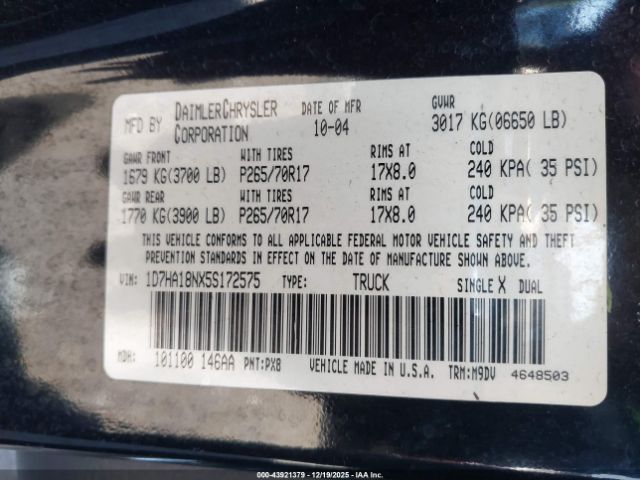 MFD BY DAIMLERCHRYSLER CORPORATION DATE OF MFR 10-04 GVWR 3017 KG(06650 LB)
GAWR FRONT WITH TIRES RIMS AT COLD
1679 KG(3700 LB) P265/70R17 17X8.0 240 KPA( 35 PSI)
GAWR REAR WITH TIRES RIMS AT COLD
1770 KG(3900 LB) P265/70R17 17X8.0 240 KPA( 35 PSI)
THIS VEHICLE CONFORMS TO ALL APPLICABLE FEDERAL MOTOR VEHICLE SAFETY AND THEFT
PREVENTION STANDARDS IN EFFECT ON THE DATE OF MANUFACTURE SHOWN ABOVE.
VIN: 1D7HA18NX5S172575 TYPE: TRUCK SINGLE X DUAL
MDH: 101100 146AA PNT:PX8 VEHICLE MADE IN U.S.A. TRM:M9DV 4648503
00-43921379 - 12/19/2025 - IAAI.com